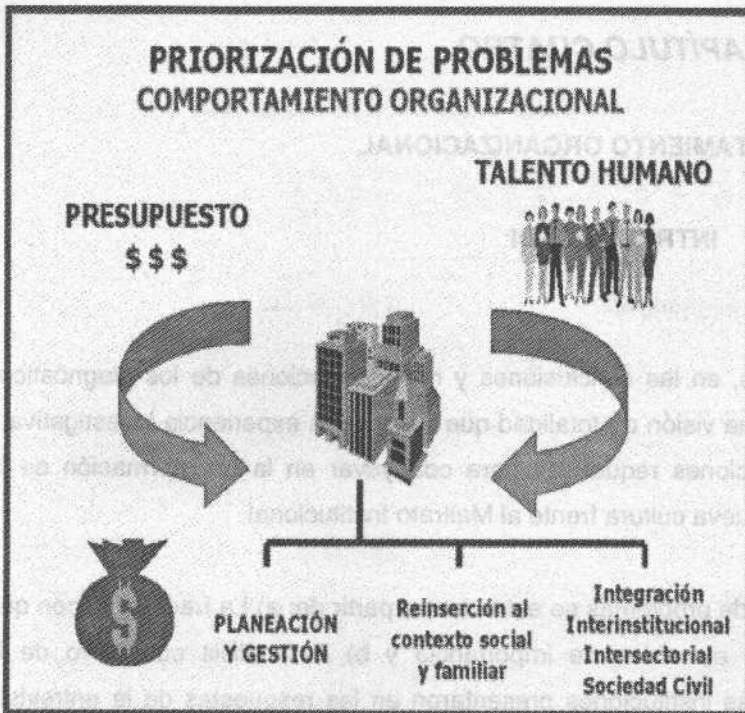 PRIORIZACIÓN DE PROBLEMAS
COMPORTAMIENTO ORGANIZACIONAL
TALENTO HUMANO
PRESUPUESTO
$ $ $
$
PLANEACIÓN
Y GESTIÓN
Reinserción al
contexto social
y familiar
Integración
Interinstitucional
Intersectorial
Sociedad Civil